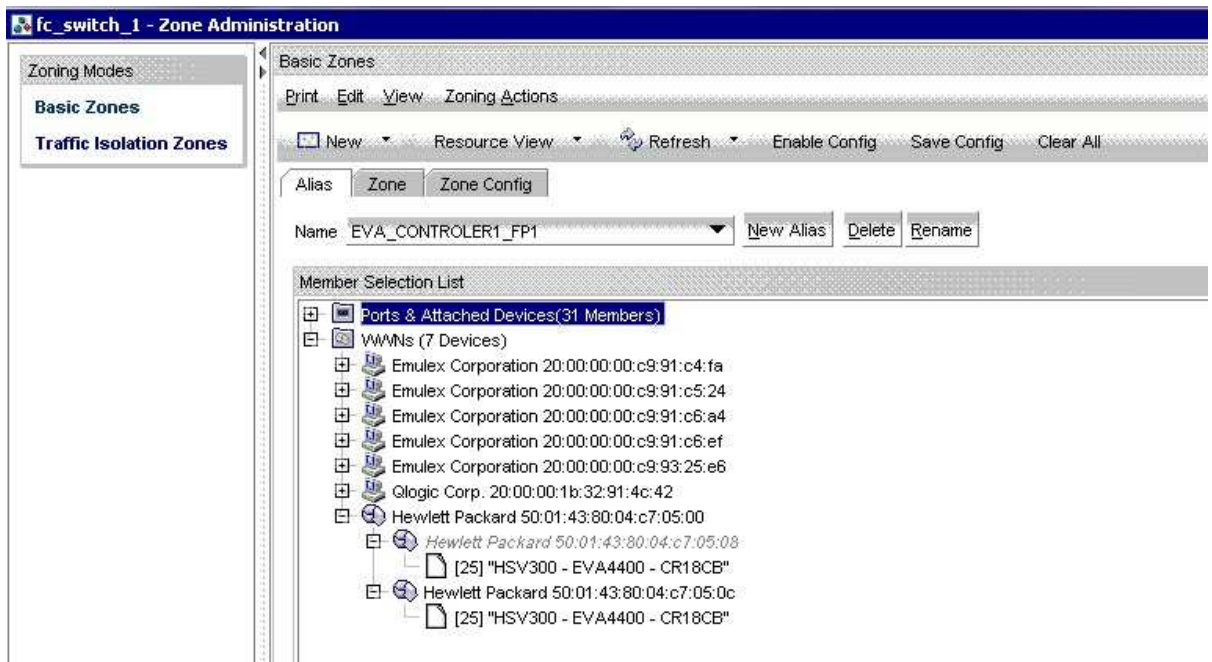 fc_switch_1 - Zone Administration
Zoning Modes
Basic Zones
Traffic Isolation Zones
Basic Zones
Print Edit View Zoning Actions
New Resource View Refresh Enable Config Save Config Clear All
Alias Zone Zone Config
Name EVA_CONTROLER1_FP1 New Alias Delete Rename
Member Selection List
Ports & Attached Devices(31 Members)
WWNs (7 Devices)
Emulex Corporation 20:00:00:00:c9:91:c4:fa
Emulex Corporation 20:00:00:00:c9:91:c5:24
Emulex Corporation 20:00:00:00:c9:91:c6:a4
Emulex Corporation 20:00:00:00:c9:91:c6:ef
Emulex Corporation 20:00:00:00:c9:93:25:e6
Qlogic Corp. 20:00:00:1b:32:91:4c:42
Hewlett Packard 50:01:43:80:04:c7:05:00
Hewlett Packard 50:01:43:80:04:c7:05:08
[25] "HSV300 - EVA4400 - CR18CB"
Hewlett Packard 50:01:43:80:04:c7:05:0c
[25] "HSV300 - EVA4400 - CR18CB"